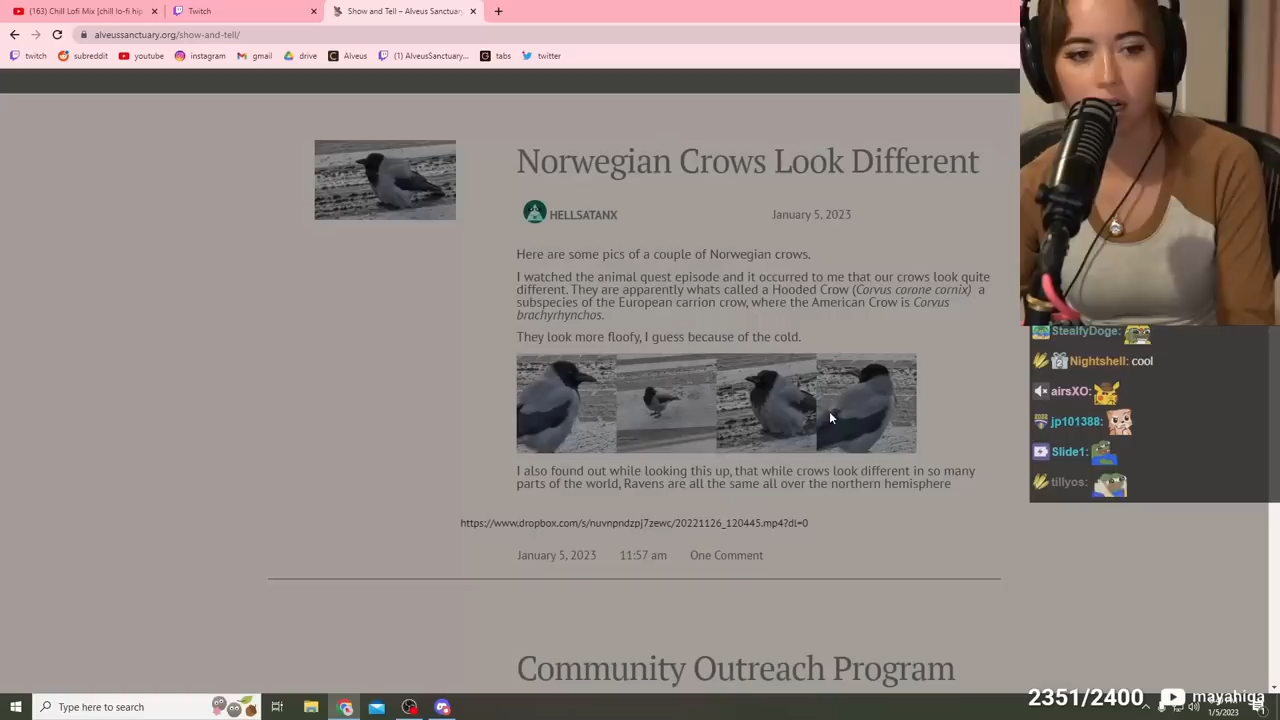 (163) Chill Lofi Mix [chill lo-fi hip
Twitch
Show and Tell – Alveus Sanctuary
alveussanctuary.org/show-and-tell/
twitch
subreddit
youtube
instagram
gmail
drive
Alveus
(1) AlveusSanctuary...
tabs
twitter
Norwegian Crows Look Different
HELLSATANX
January 5, 2023
Here are some pics of a couple of Norwegian crows.
I watched the animal quest episode and it occurred to me that our crows look quite
different. They are apparently whats called a Hooded Crow (Corvus corone cornix) a
subspecies of the European carrion crow, where the American Crow is Corvus
brachyrhynchos.
They look more floofy, I guess because of the cold.
I also found out while looking this up, that while crows look different in so many
parts of the world, Ravens are all the same all over the northern hemisphere
https://www.dropbox.com/s/nuvnpndzpj7zewc/20221126_120445.mp4?dl=0
January 5, 2023
11:57 am
One Comment
Community Outreach Program
StealfyDoge:
Nightshell: cool
airsXO:
jp101388:
Slide1:
tillyos:
2351/2400
mayahiga
Type here to search
1/5/2023